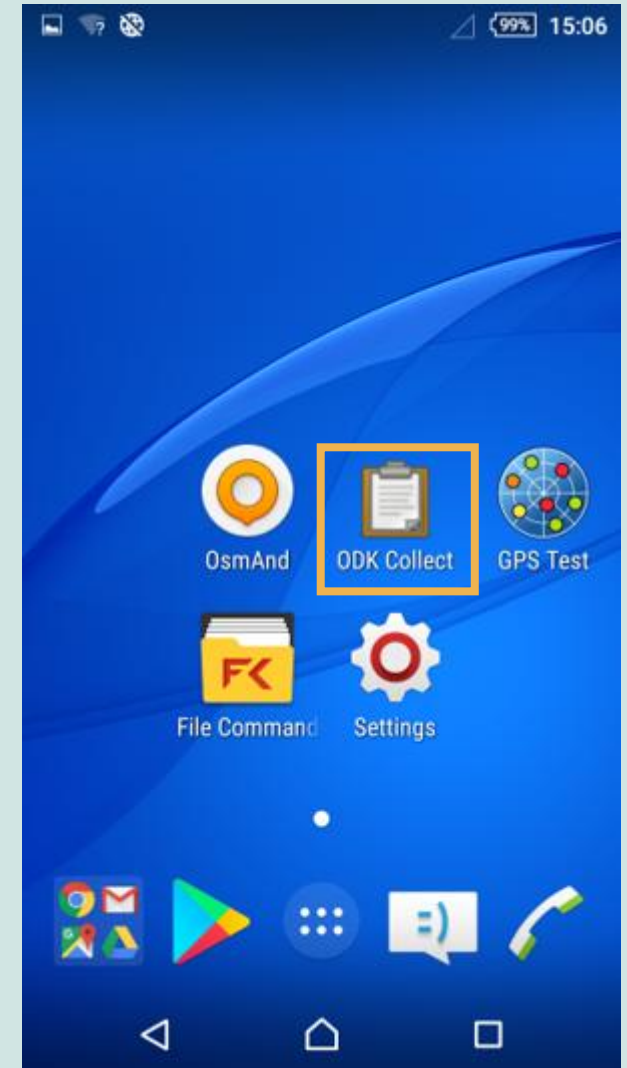 ? 99% 15:06
OsmAnd ODK Collect GPS Test
FK
File Command Settings
=)